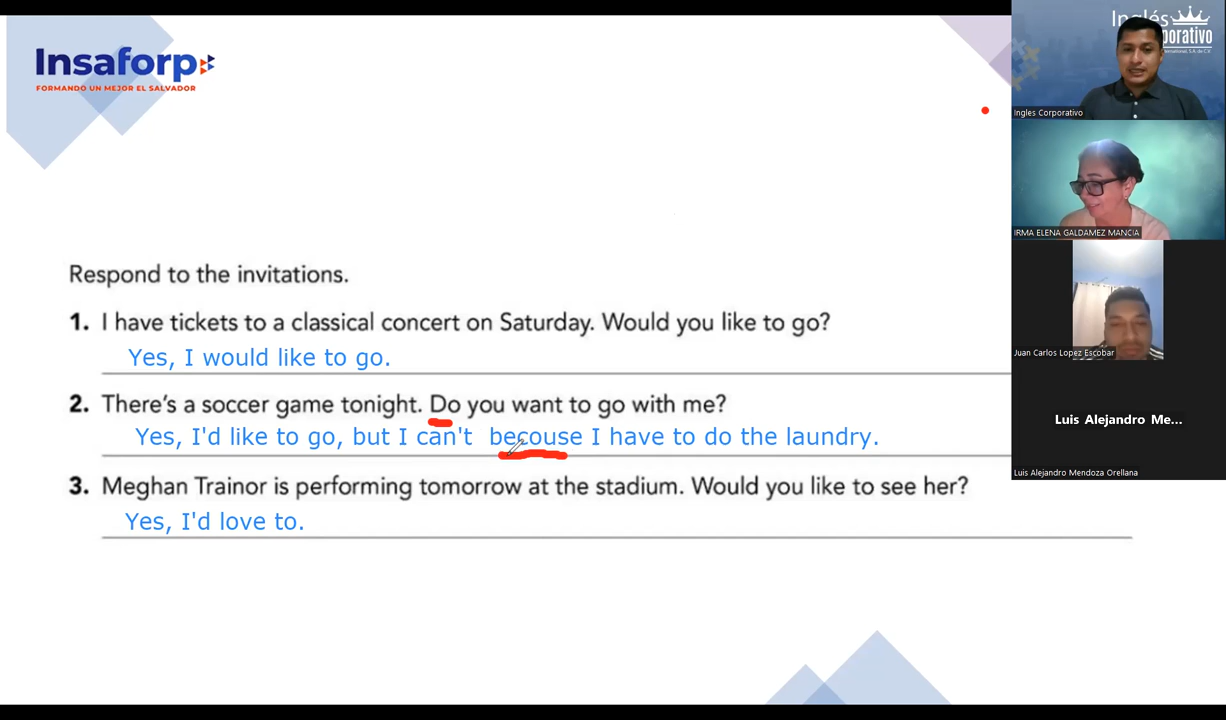 Insaforp
FORMANDO UN MEJOR EL SALVADOR
Respond to the invitations.
1. I have tickets to a classical concert on Saturday. Would you like to go?
Yes, I would like to go.
2. There's a soccer game tonight. Do you want to go with me?
Yes, I'd like to go, but I can't becouse I have to do the laundry.
3. Meghan Trainor is performing tomorrow at the stadium. Would you like to see her?
Yes, I'd love to.
Inglés
Ingles Corporativo
IRMA ELENA GALDAMEZ MANCIA
Juan Carlos Lopez Escobar
Luis Alejandro Me...
Luis Alejandro Mendoza Orellana